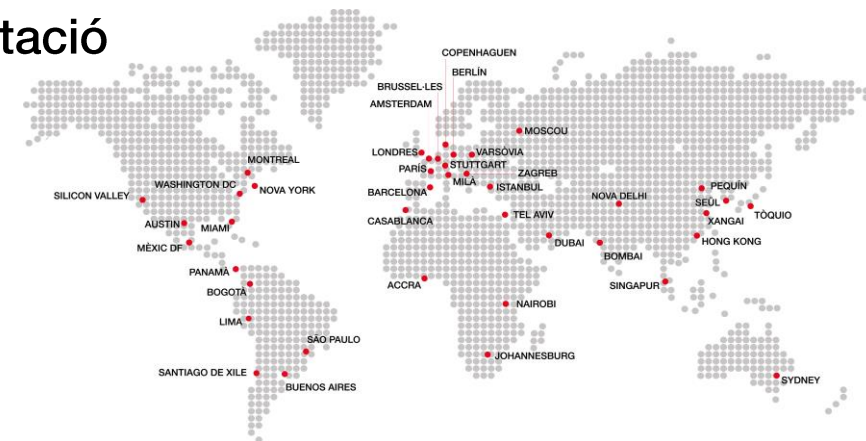 tació
COPENHAGUEN
BERLÍN
BRUSSEL·LES
AMSTERDAM
MOSCOU
LONDRES
VARSÒVIA
MONTREAL
PARÍS
STUTTGART
ZAGREB
WASHINGTON DC
NOVA YORK
MILÀ
ISTANBUL
SILICON VALLEY
BARCELONA
NOVA DELHI
PEQUÍN
SEÜL
TÒQUIO
AUSTIN
MIAMI
CASABLANCA
TEL AVIV
XANGAI
MÈXIC DF
DUBAI
BOMBAI
HONG KONG
PANAMÀ
BOGOTÀ
ACCRA
SINGAPUR
NAIROBI
LIMA
SÃO PAULO
JOHANNESBURG
SANTIAGO DE XILE
BUENOS AIRES
SYDNEY